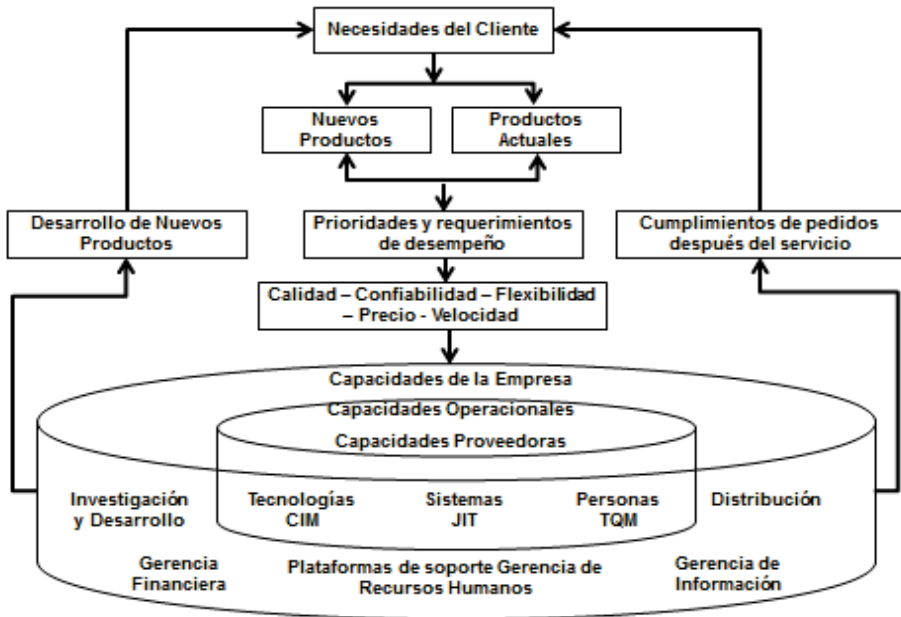 Necesidades del Cliente
Nuevos
Productos
Productos
Actuales
Desarrollo de Nuevos
Productos
Prioridades y requerimientos
de desempeño
Cumplimientos de pedidos
después del servicio
Calidad – Confiabilidad – Flexibilidad
– Precio - Velocidad
Capacidades de la Empresa
Capacidades Operacionales
Capacidades Proveedoras
Investigación
y Desarrollo
Tecnologías
CIM
Sistemas
JIT
Personas
TQM
Distribución
Gerencia
Financiera
Plataformas de soporte Gerencia de
Recursos Humanos
Gerencia de
Información